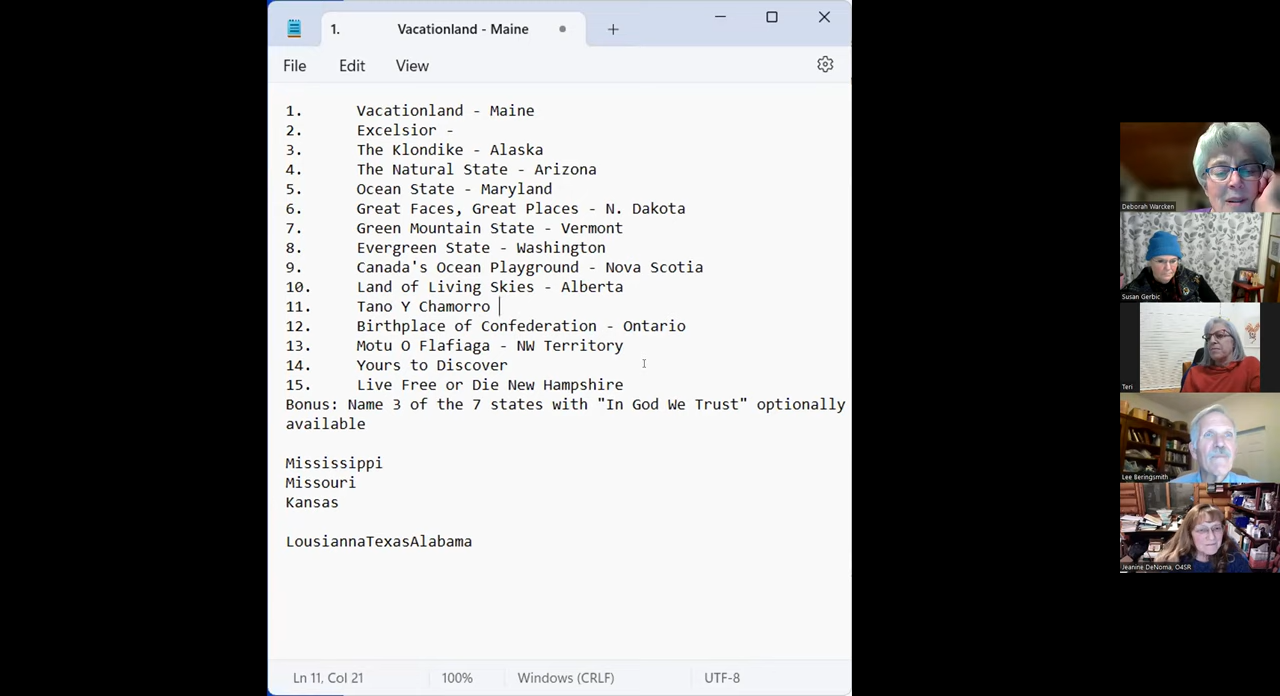 1. Vacationland - Maine
File Edit View
1. Vacationland - Maine
2. Excelsior -
3. The Klondike - Alaska
4. The Natural State - Arizona
5. Ocean State - Maryland
6. Great Faces, Great Places - N. Dakota
7. Green Mountain State - Vermont
8. Evergreen State - Washington
9. Canada's Ocean Playground - Nova Scotia
10. Land of Living Skies - Alberta
11. Tano Y Chamorro
12. Birthplace of Confederation - Ontario
13. Motu O Flafiaga - NW Territory
14. Yours to Discover
15. Live Free or Die New Hampshire
Bonus: Name 3 of the 7 states with "In God We Trust" optionally
available
Mississippi
Missouri
Kansas
LousiannaTexasAlabama
Ln 11, Col 21 100% Windows (CRLF) UTF-8
Deborah Warcken
Susan Gerbic
Teri
Lee Beringsmith
Jeanine DeNoma, O4SR